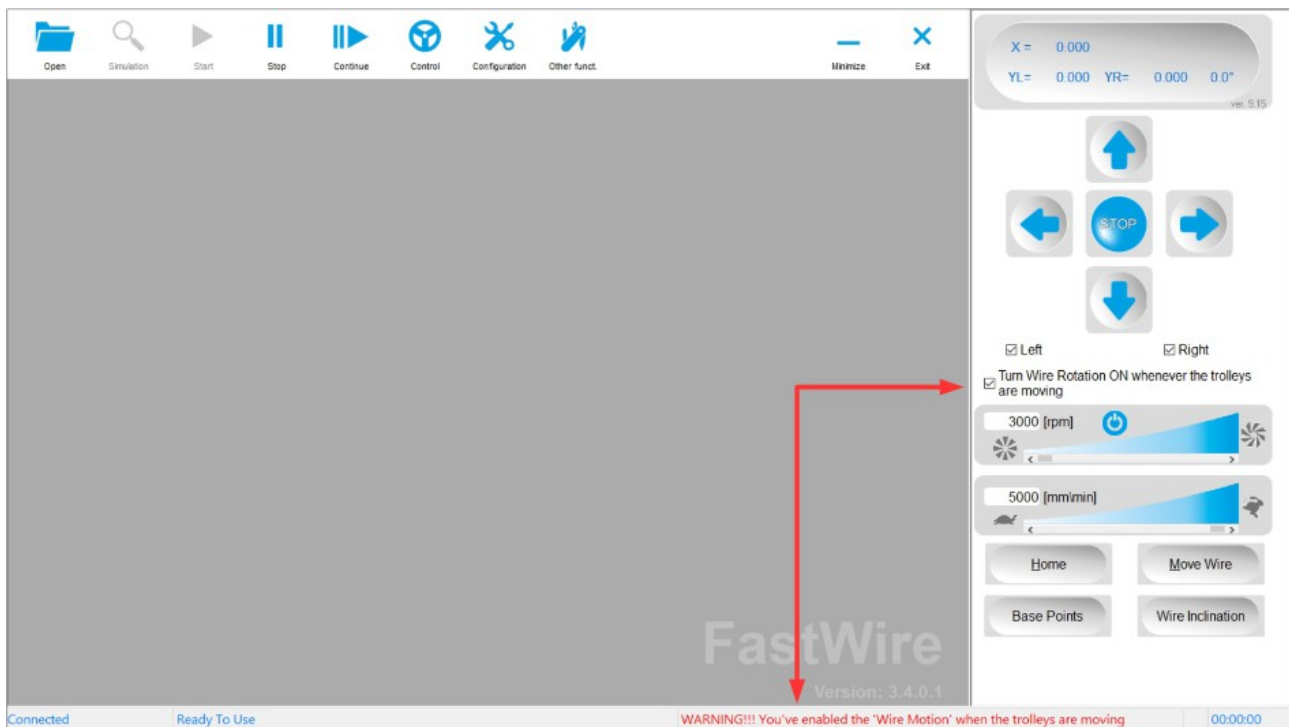 Open Simulation Start Stop Continue Control Configuration Other funct. Minimize Exit
X = 0.000
YL= 0.000 YR= 0.000 0.0°
ver. 9.15
STOP
Left Right
Turn Wire Rotation ON whenever the trolleys
are moving
3000 [rpm]
5000 [mm\min]
Home Move Wire
Base Points Wire Inclination
FastWire
Version: 3.4.0.1
Connected Ready To Use WARNING!!! You've enabled the 'Wire Motion' when the trolleys are moving 00:00:00